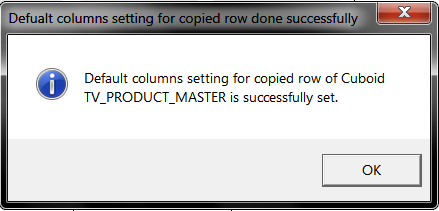 Defualt columns setting for copied row done successfully
Default columns setting for copied row of Cuboid
TV_PRODUCT_MASTER is successfully set.
OK